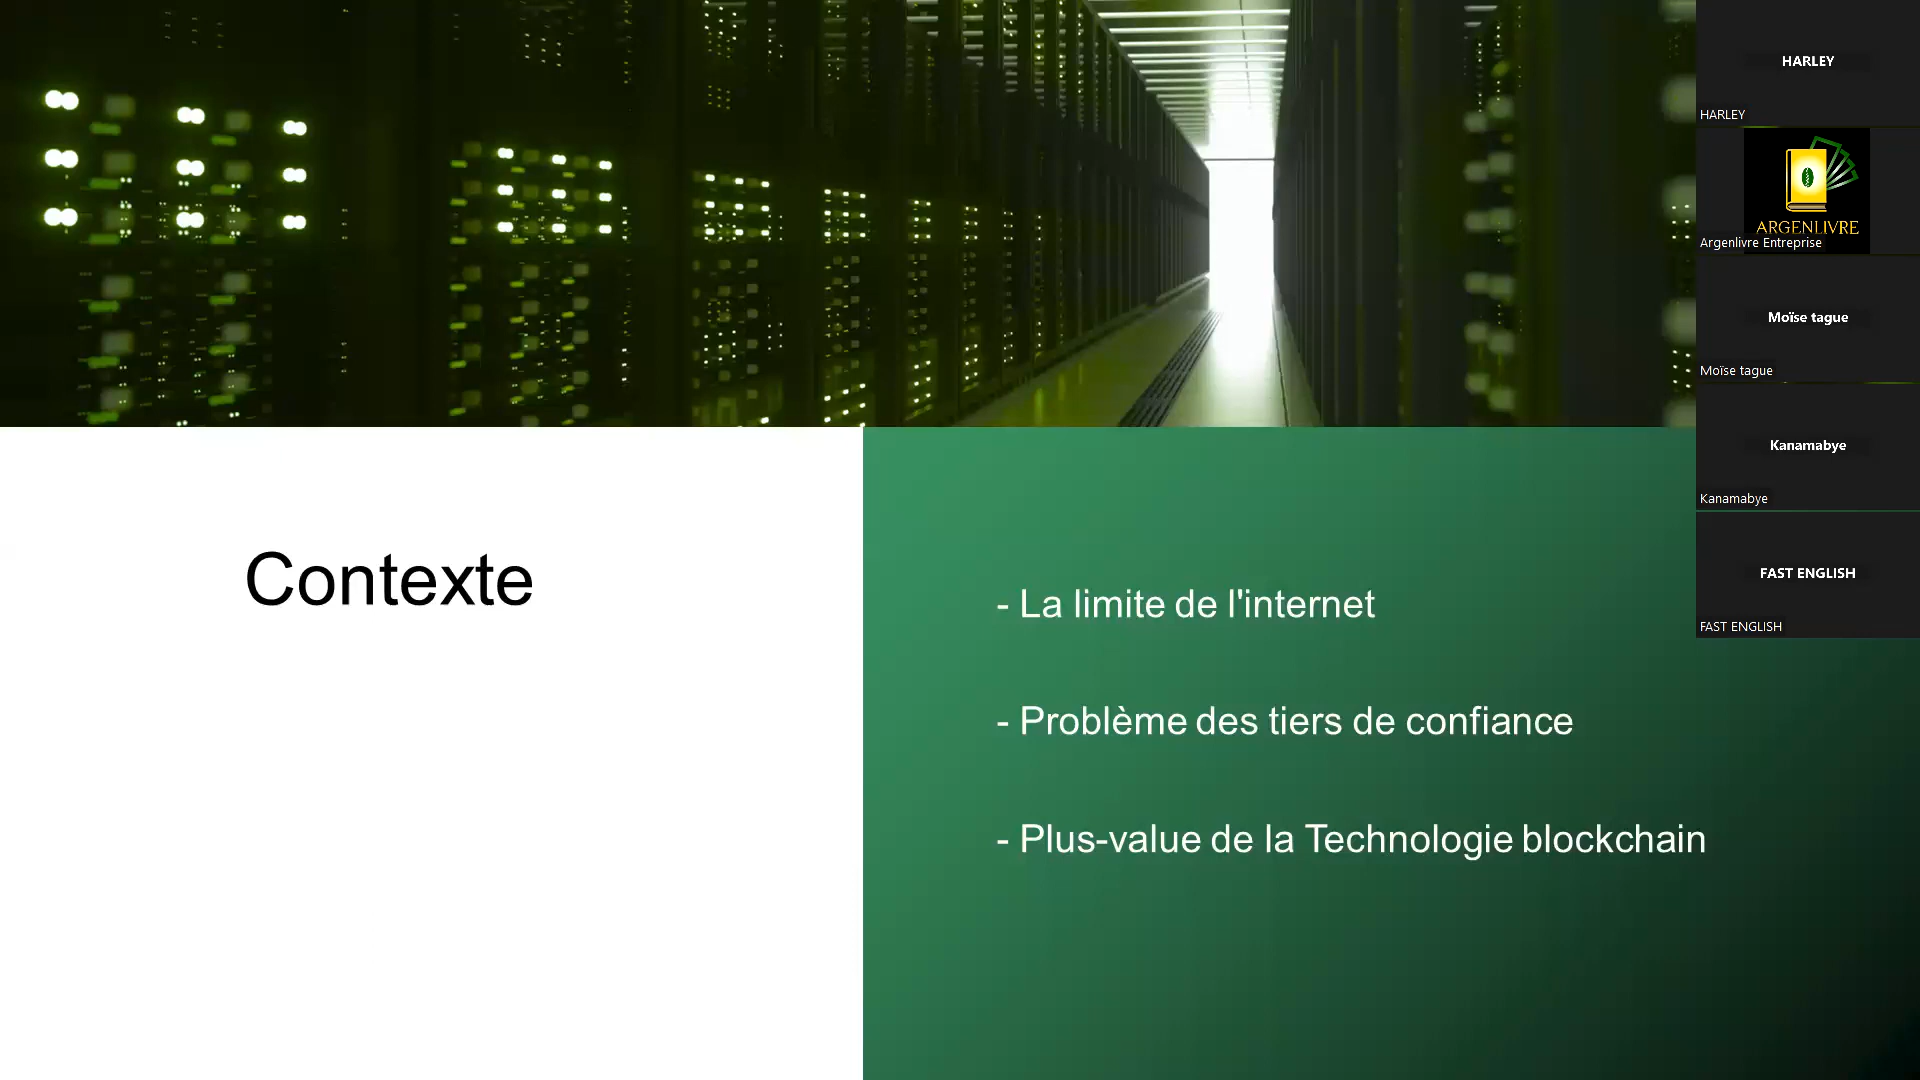 HARLEY
HARLEY
ARGENLIVRE
Argenlivre Entreprise
Moïse tague
Moïse tague
Kanamabye
Kanamabye
FAST ENGLISH
FAST ENGLISH
Contexte
- La limite de l'internet
- Problème des tiers de confiance
- Plus-value de la Technologie blockchain